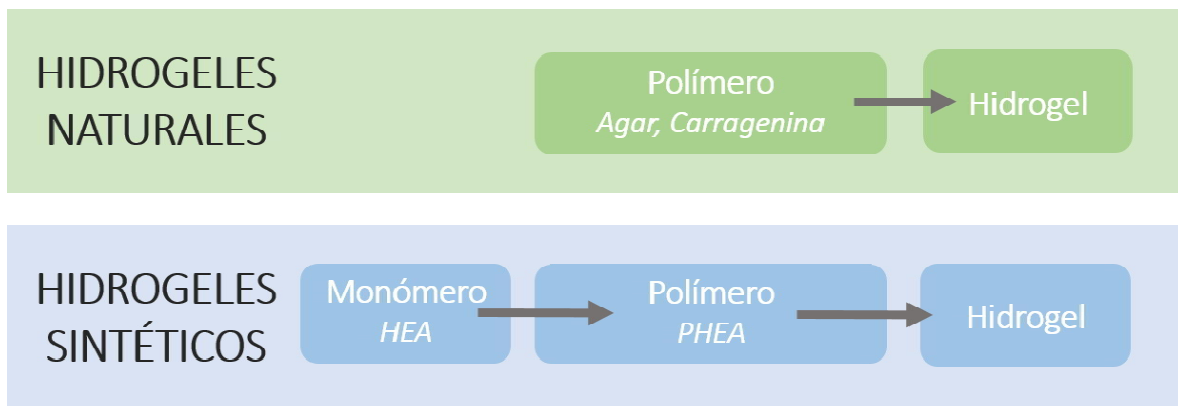 HIDROGELES
NATURALES
Polímero
Agar, Carragenina
Hidrogel
HIDROGELES
SINTÉTICOS
Monómero
HEA
Polímero
PHEA
Hidrogel